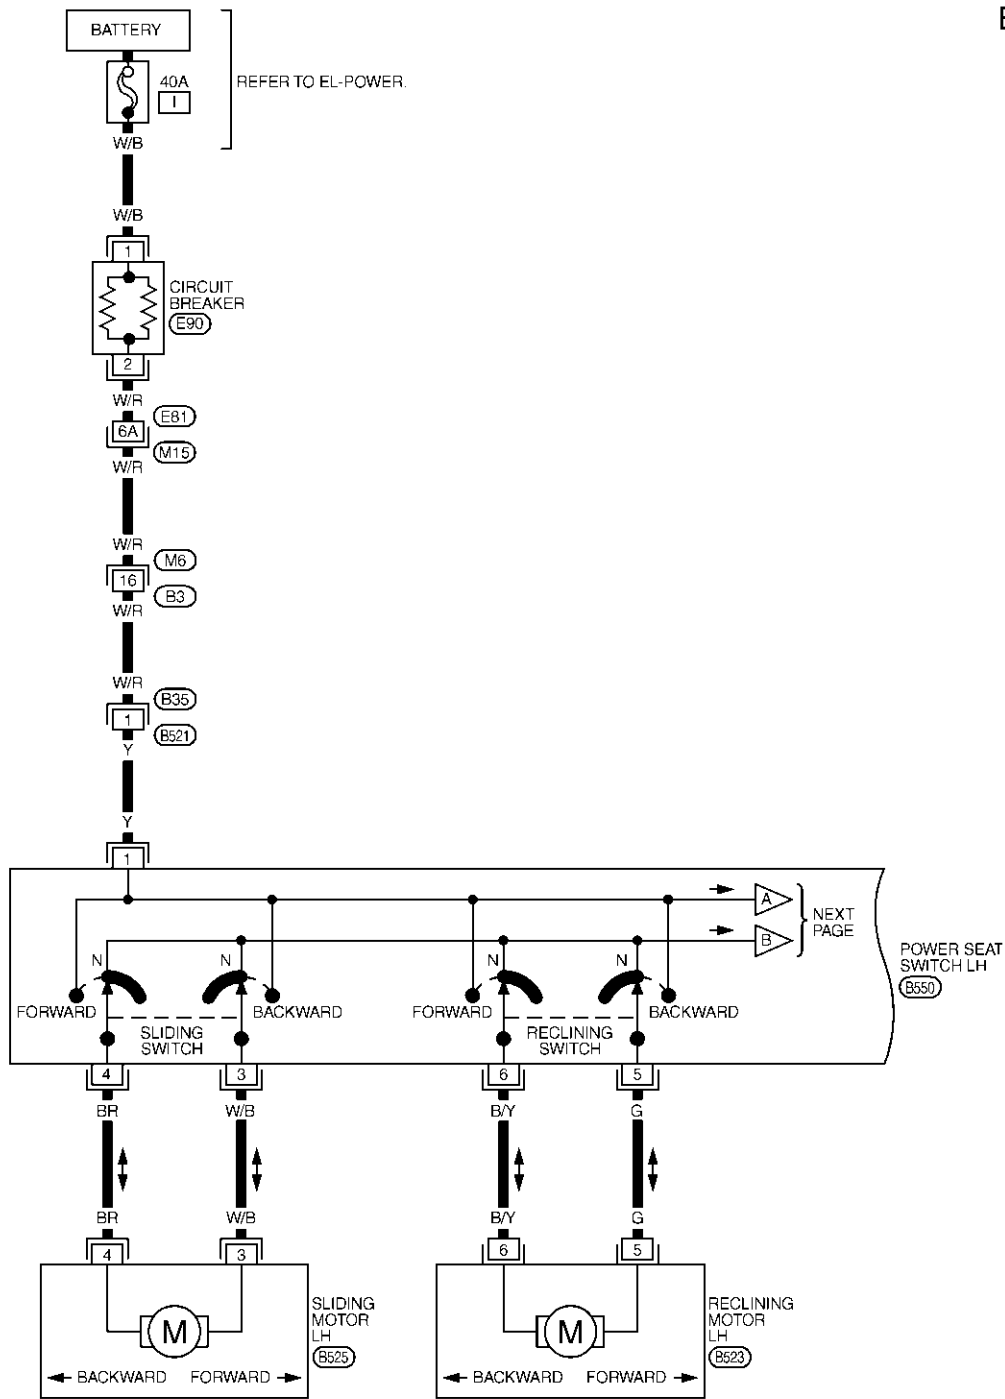 E
BATTERY
40A
I
REFER TO EL-POWER.
W/B
W/B
1
CIRCUIT
BREAKER
E90
2
W/R
E81
6A
M15
W/R
W/R
M6
16
B3
W/R
W/R
B35
1
B521
Y
Y
1
A
B
NEXT
PAGE
POWER SEAT
SWITCH LH
B550
N
N
N
N
FORWARD
BACKWARD
FORWARD
BACKWARD
SLIDING
SWITCH
RECLINING
SWITCH
4
3
6
5
BR
W/B
B/Y
G
BR
W/B
B/Y
G
4
3
6
5
M
SLIDING
MOTOR
LH
B525
M
RECLINING
MOTOR
LH
B523
BACKWARD
FORWARD
BACKWARD
FORWARD